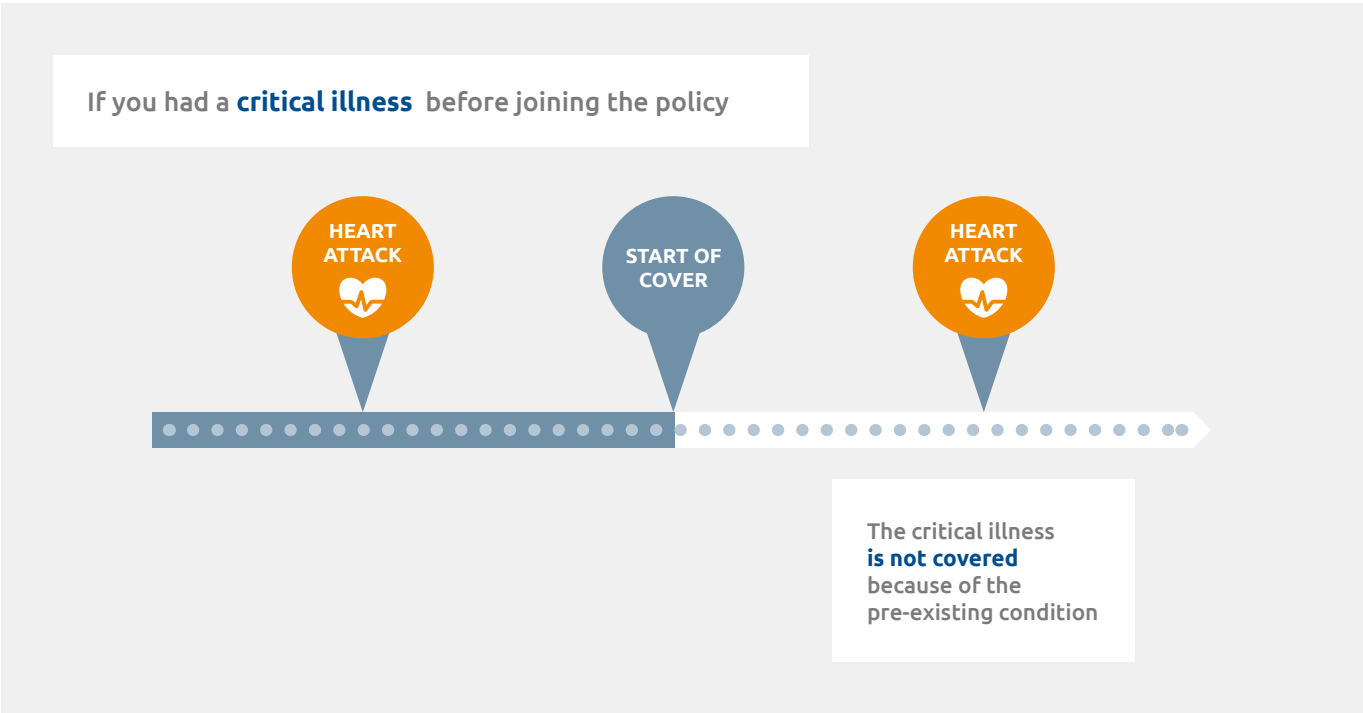 If you had a critical illness before joining the policy
HEART
ATTACK
START OF
COVER
HEART
ATTACK
The critical illness
is not covered
because of the
pre-existing condition